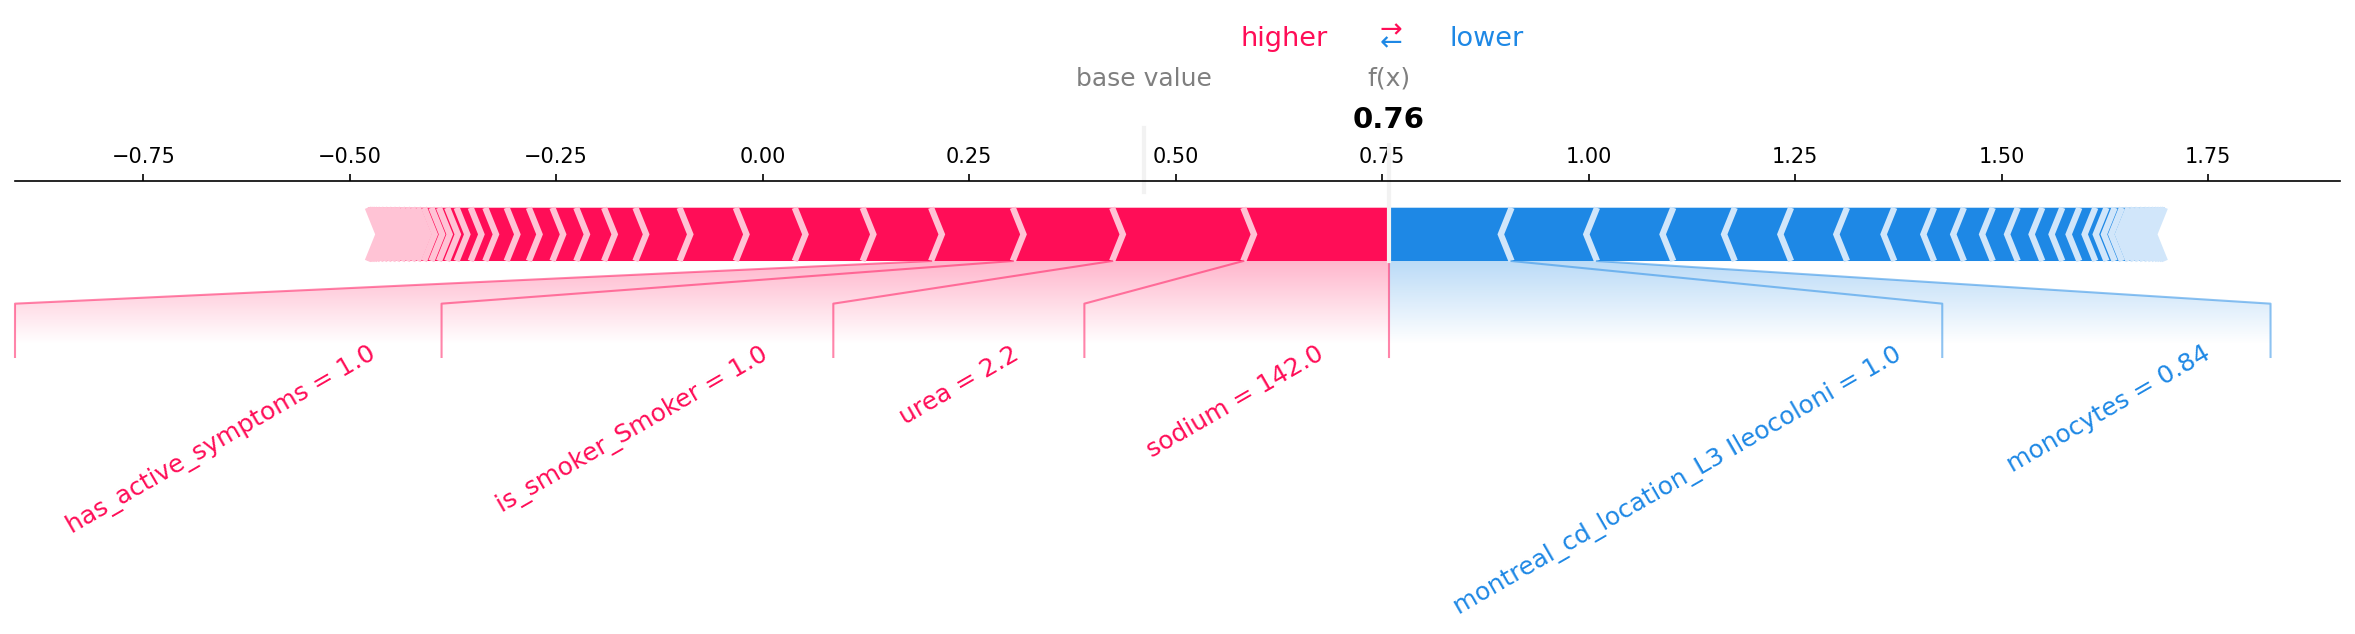 higher ⇄ lower
base value f(x)
0.76
−0.75 −0.50 −0.25 0.00 0.25 0.50 0.75 1.00 1.25 1.50 1.75
has_active_symptoms = 1.0
is_smoker_Smoker = 1.0
urea = 2.2
sodium = 142.0
montreal_cd_location_L3 Ileocoloni = 1.0
monocytes = 0.84